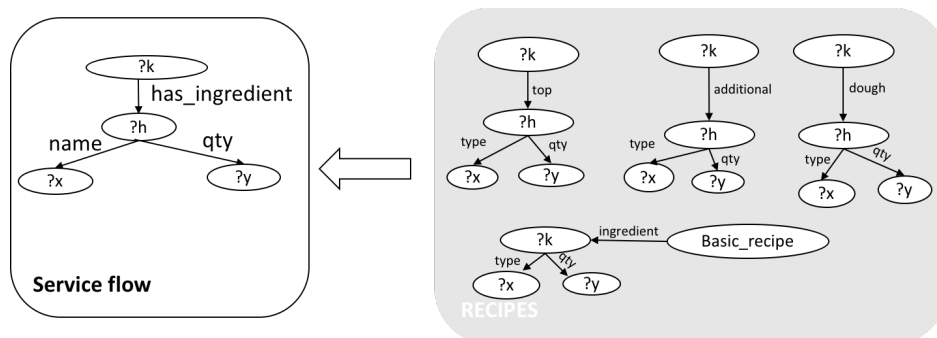 ?k
has_ingredient
?h
name
qty
?x
?y
Service flow
?k
top
?h
type
qty
?x
?y
?k
additional
?h
type
qty
?x
?y
?k
dough
?h
type
qty
?x
?y
?k
ingredient
Basic_recipe
type
qty
?x
?y
RECIPES